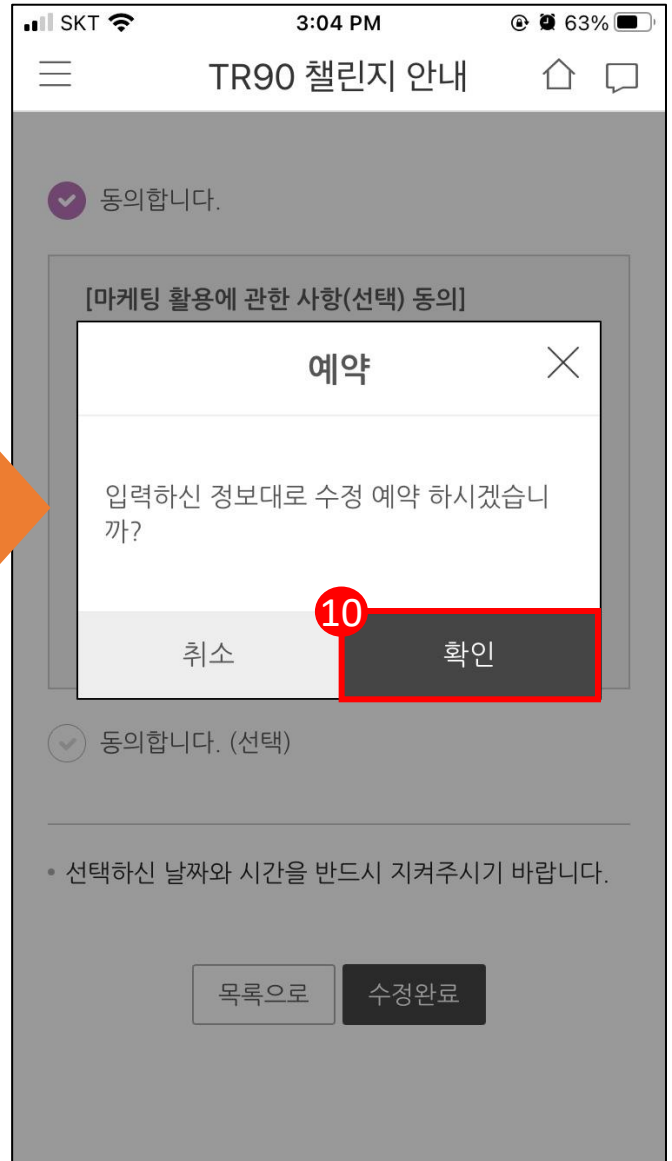 SKT 3:04 PM 63%
TR90 챌린지 안내
동의합니다.
[마케팅 활용에 관한 사항(선택) 동의]
예약
입력하신 정보대로 수정 예약 하시겠습니
까?
10
취소 확인
동의합니다. (선택)
• 선택하신 날짜와 시간을 반드시 지켜주시기 바랍니다.
목록으로 수정완료